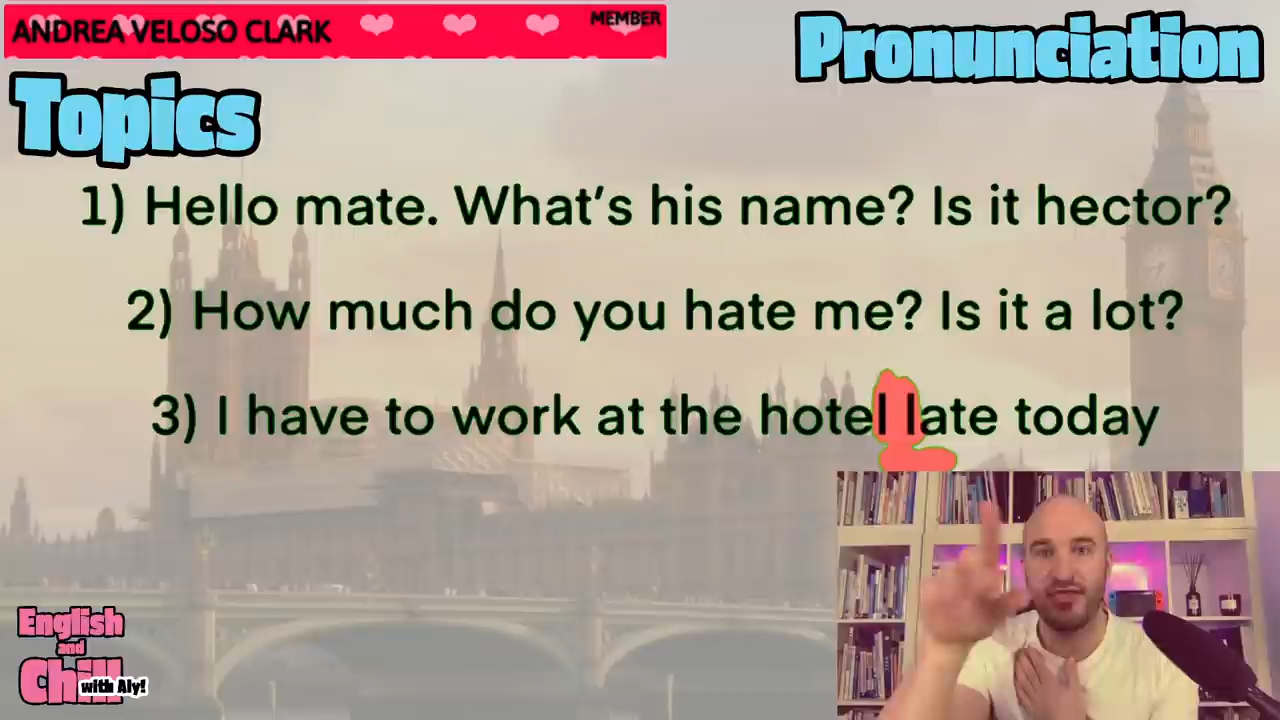 ANDREA VELOSO CLARK
MEMBER
Pronunciation
Topics
1) Hello mate. What's his name? Is it hector?
2) How much do you hate me? Is it a lot?
3) I have to work at the hotel late today
English
and
Chill
with Aly!